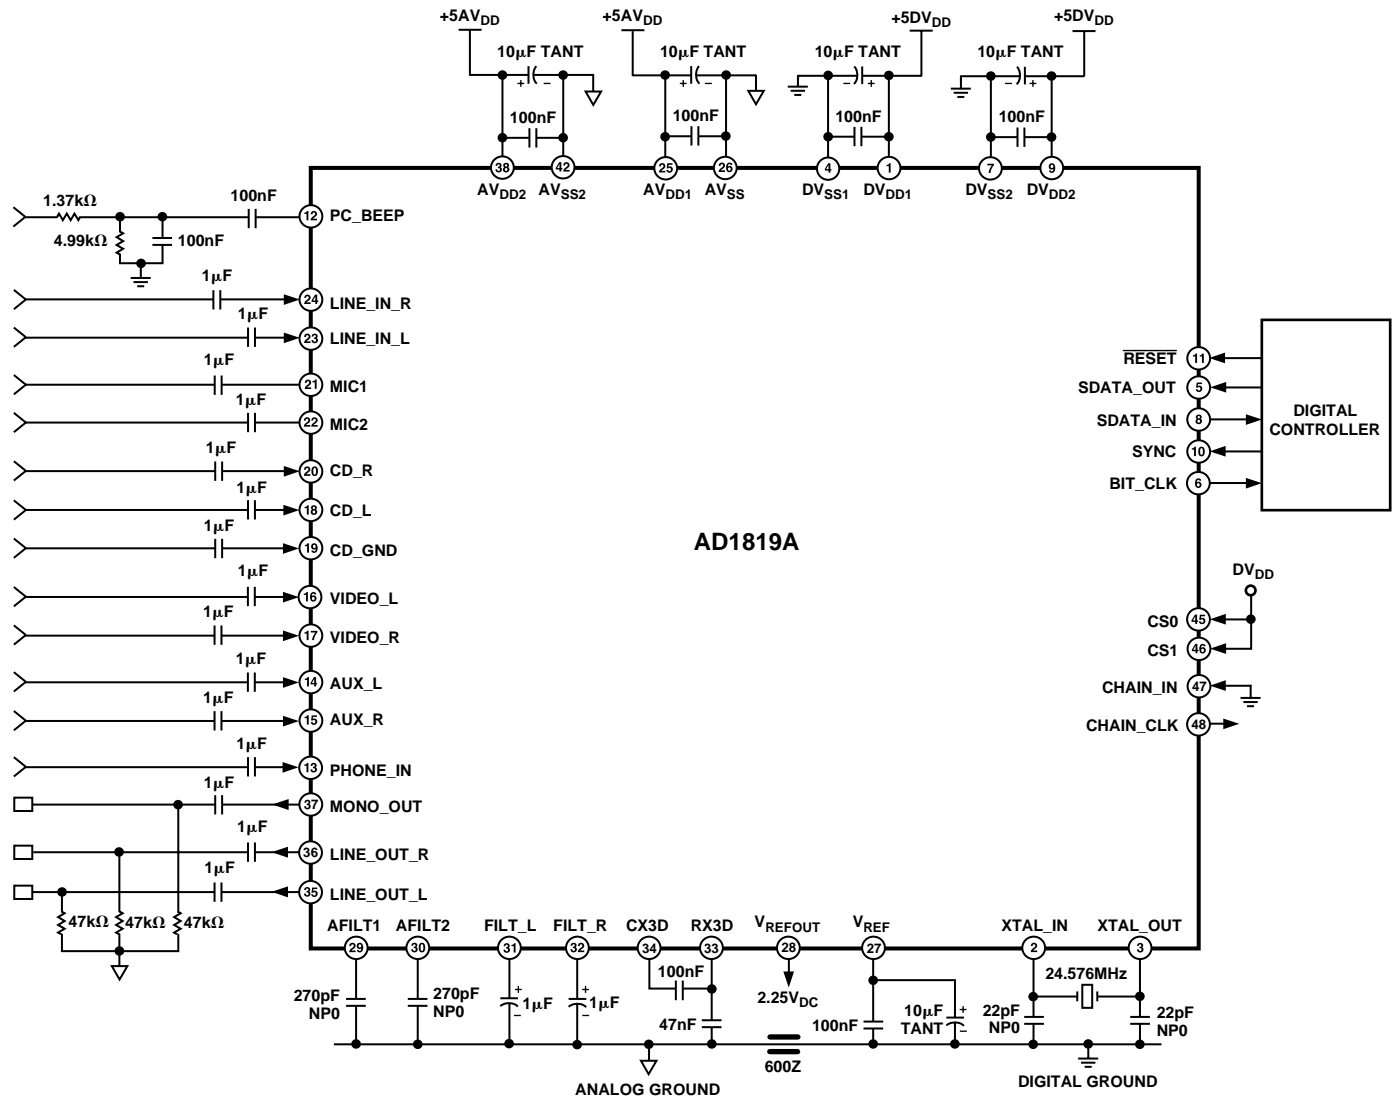 +5AVDD +5AVDD +5DVDD +5DVDD
10μF TANT 10μF TANT 10μF TANT 10μF TANT
+ − + − − + − +
100nF 100nF 100nF 100nF
38 42 25 26 4 1 7 9
AVDD2 AVSS2 AVDD1 AVSS DVSS1 DVDD1 DVSS2 DVDD2
1.37kΩ
100nF
12 PC_BEEP
4.99kΩ 100nF
1μF
24 LINE_IN_R
1μF
23 LINE_IN_L
1μF
21 MIC1
1μF
22 MIC2
1μF
20 CD_R
1μF
18 CD_L
1μF
19 CD_GND
1μF
16 VIDEO_L
1μF
17 VIDEO_R
1μF
14 AUX_L
1μF
15 AUX_R
1μF
13 PHONE_IN
1μF
37 MONO_OUT
1μF
36 LINE_OUT_R
1μF
35 LINE_OUT_L
47kΩ 47kΩ 47kΩ
AD1819A
RESET 11
SDATA_OUT 5
SDATA_IN 8
SYNC 10
BIT_CLK 6
DIGITAL
CONTROLLER
DVDD
CS0 45
CS1 46
CHAIN_IN 47
CHAIN_CLK 48
AFILT1 AFILT2 FILT_L FILT_R CX3D RX3D VREFOUT VREF XTAL_IN XTAL_OUT
29 30 31 32 34 33 28 27 2 3
270pF
NP0
270pF
NP0
+
1μF
−
+
1μF
−
100nF
47nF
2.25VDC
100nF
10μF
TANT
+
−
24.576MHz
22pF
NP0
22pF
NP0
600Z
ANALOG GROUND
DIGITAL GROUND